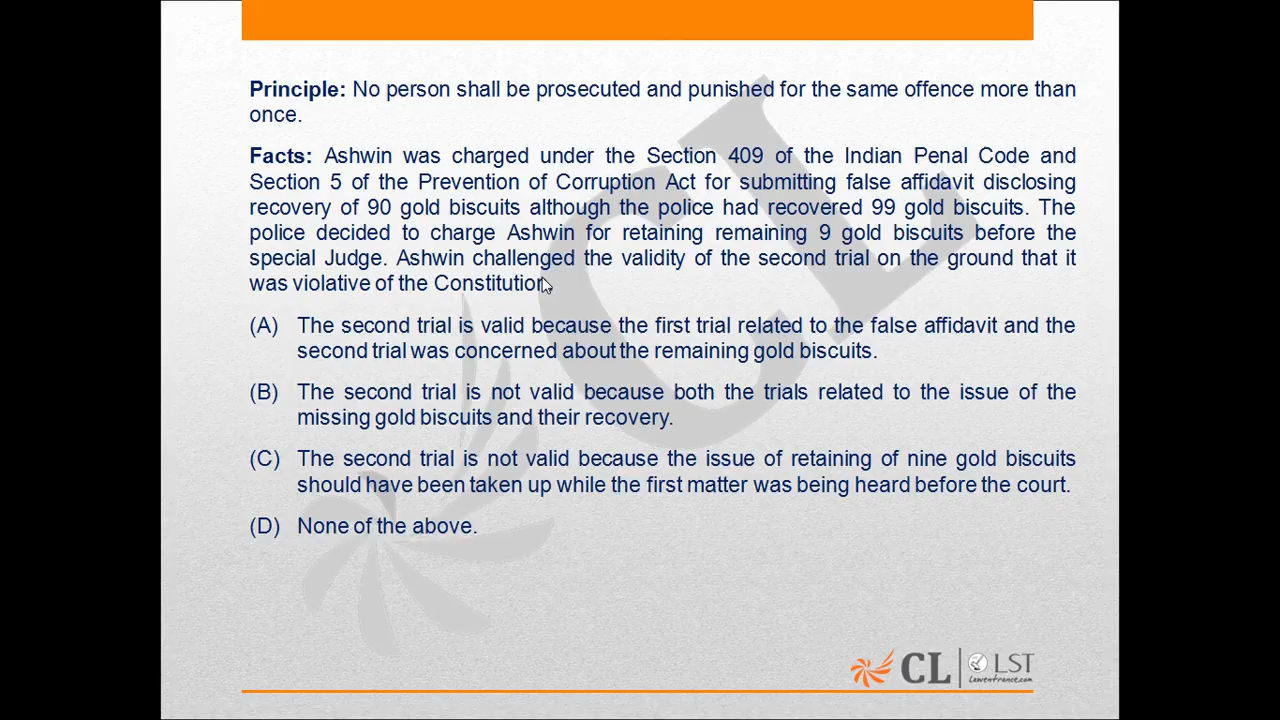 Principle: No person shall be prosecuted and punished for the same offence more than
once.
Facts: Ashwin was charged under the Section 409 of the Indian Penal Code and
Section 5 of the Prevention of Corruption Act for submitting false affidavit disclosing
recovery of 90 gold biscuits although the police had recovered 99 gold biscuits. The
police decided to charge Ashwin for retaining remaining 9 gold biscuits before the
special Judge. Ashwin challenged the validity of the second trial on the ground that it
was violative of the Constitution.
(A) The second trial is valid because the first trial related to the false affidavit and the
second trial was concerned about the remaining gold biscuits.
(B) The second trial is not valid because both the trials related to the issue of the
missing gold biscuits and their recovery.
(C) The second trial is not valid because the issue of retaining of nine gold biscuits
should have been taken up while the first matter was being heard before the court.
(D) None of the above.
CL
CL LST
Lawentrance.com